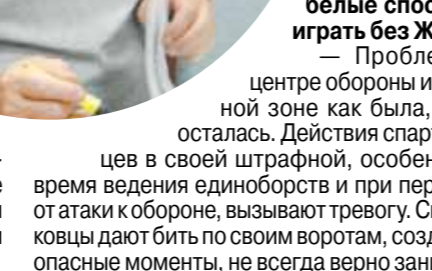 белые спос
играть без Ж
— Пробле
центре обороны и
ной зоне как была,
осталась. Действия спарт
цев в своей штрафной, особен
время ведения единоборств и при пер
от атаки к обороне, вызывают тревогу. С
ковцы дают бить по своим воротам, созд
опасные моменты, не всегда верно зани